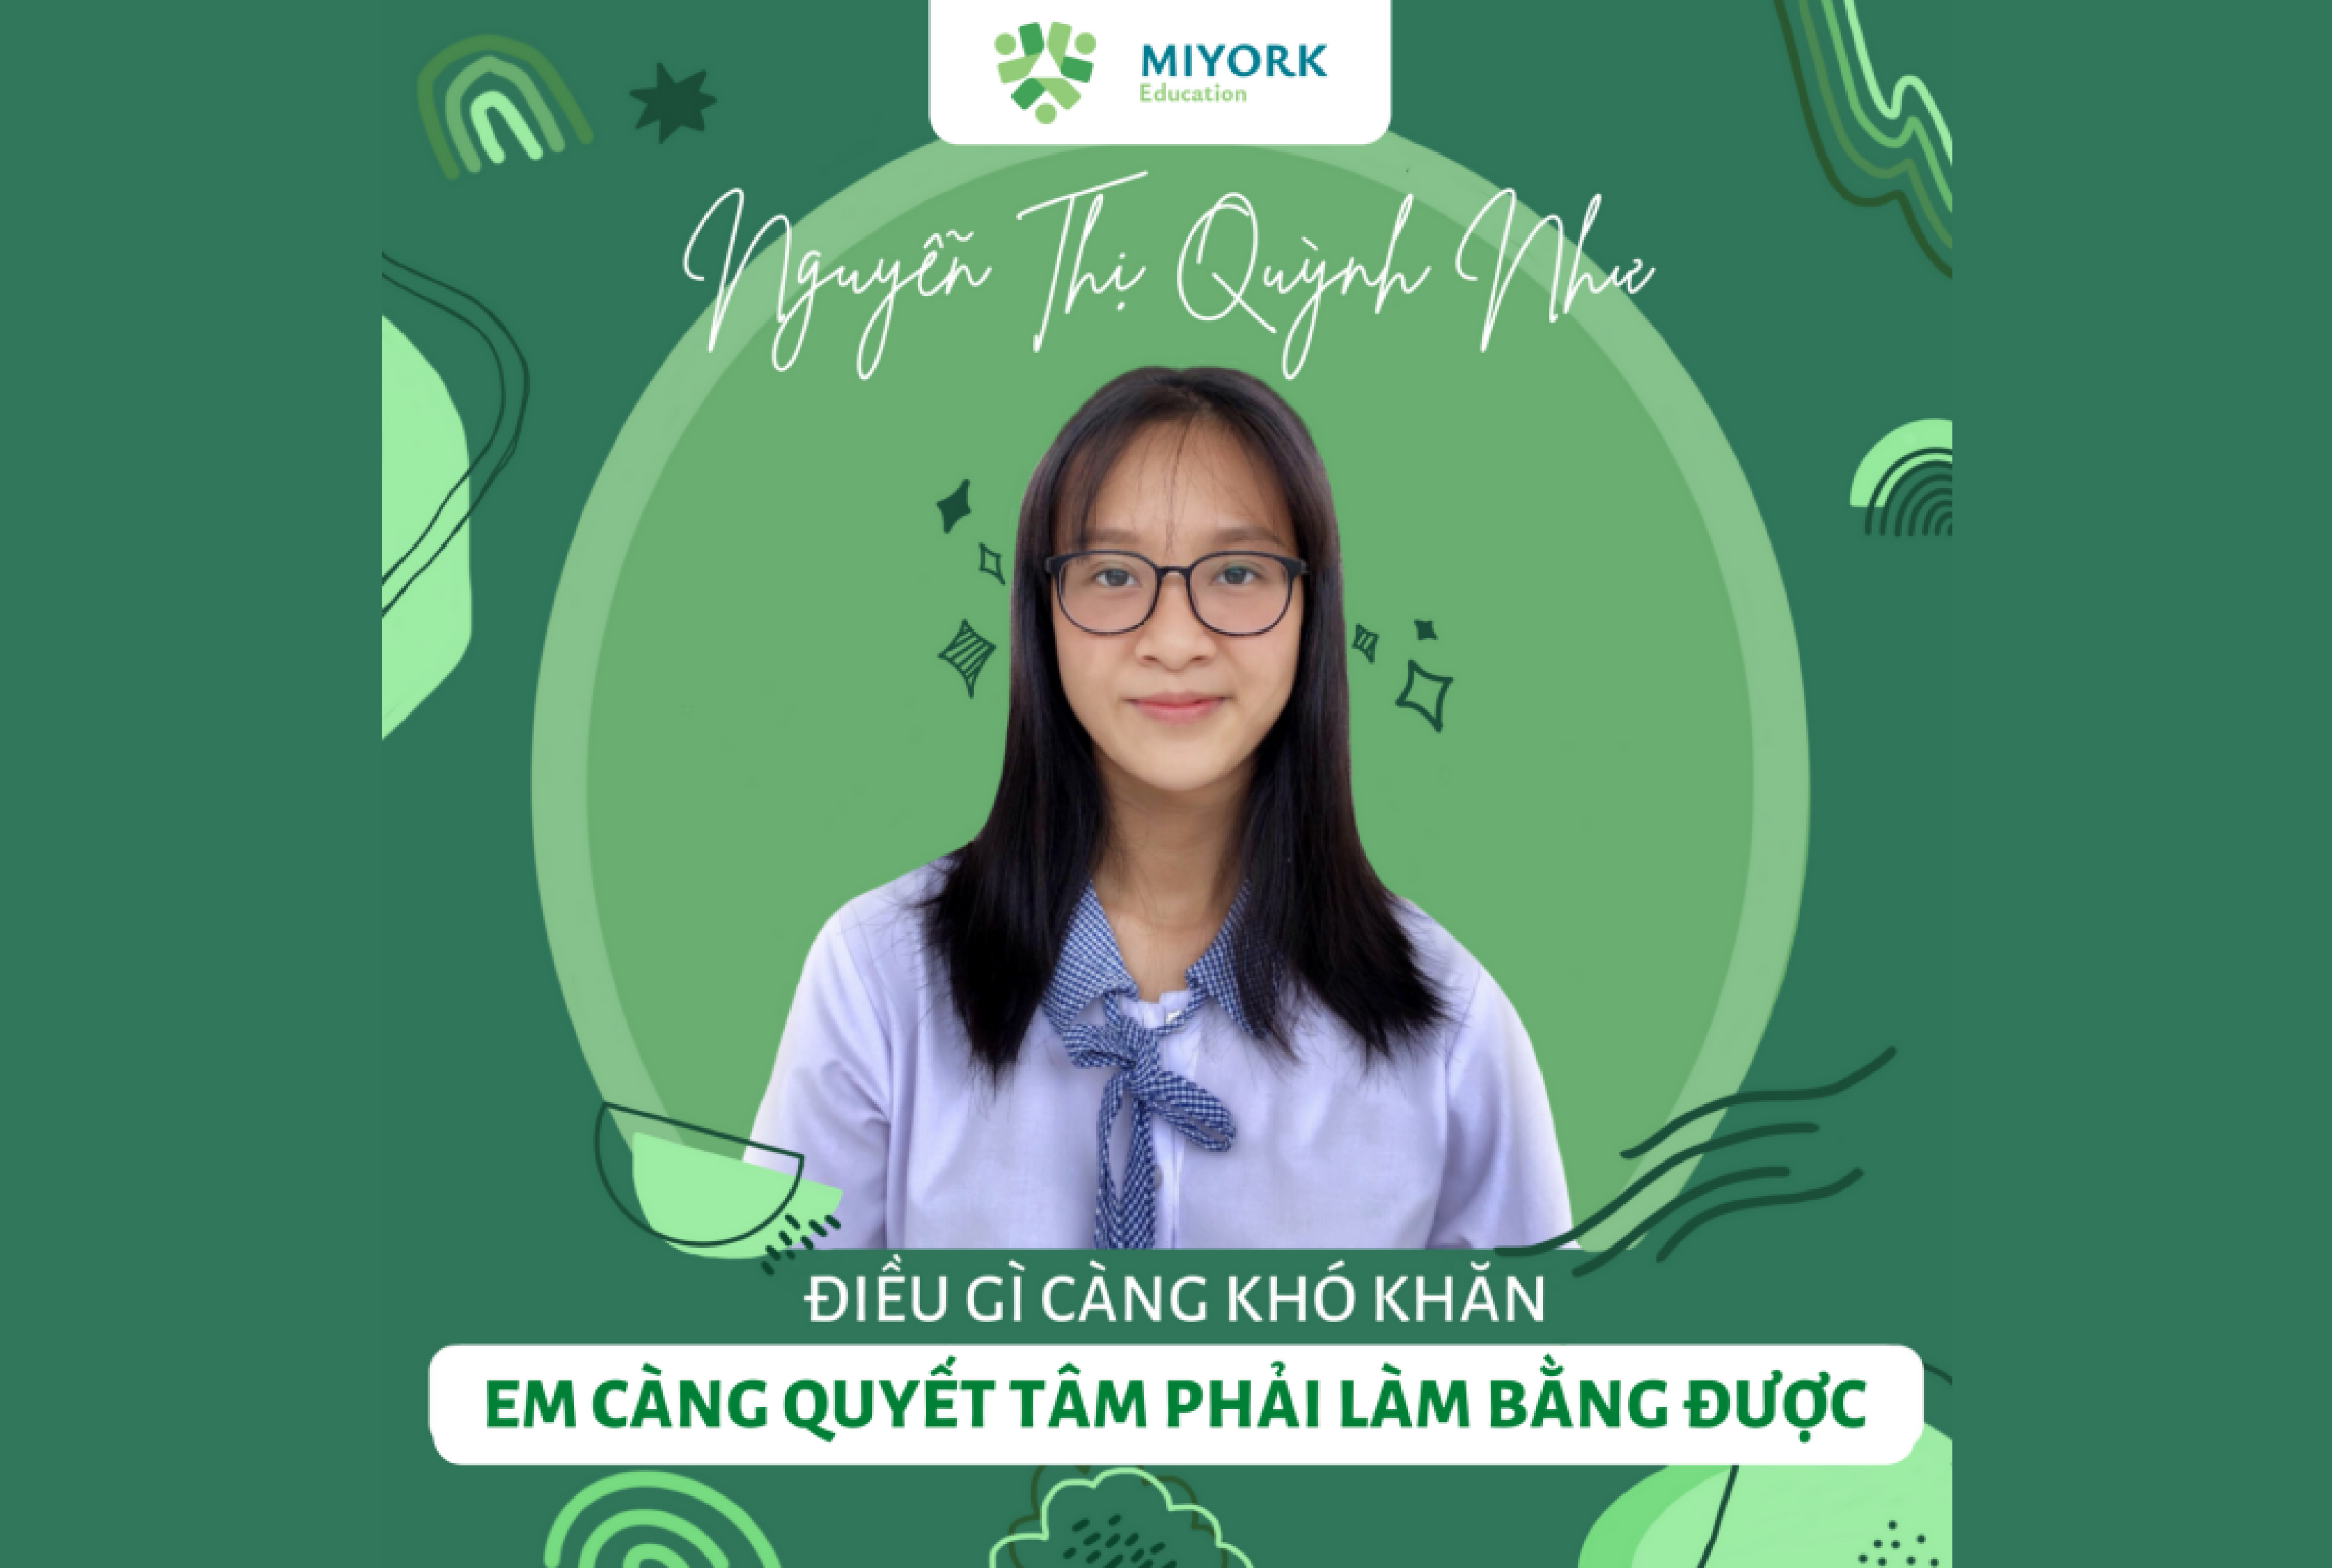 MIYORK
Education
Nguyễn Thị Quỳnh Như
ĐIỀU GÌ CÀNG KHÓ KHĂN
EM CÀNG QUYẾT TÂM PHẢI LÀM BẰNG ĐƯỢC